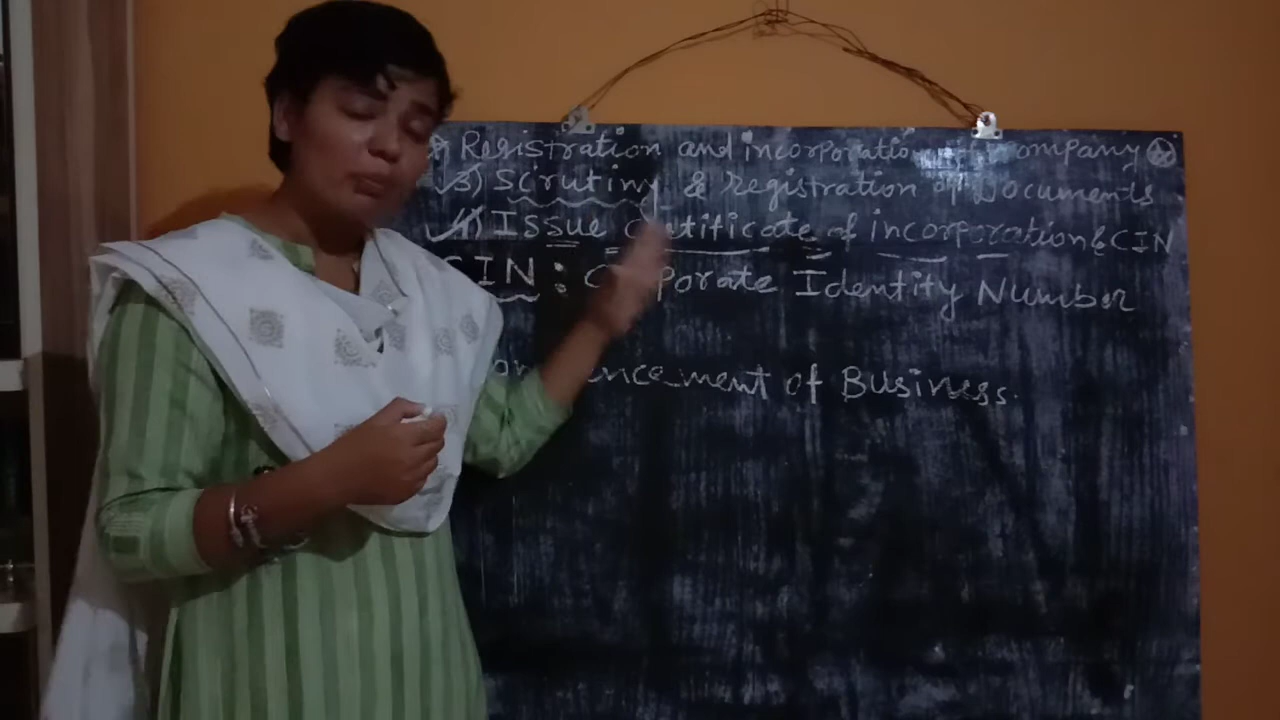 Registration and incorporation of Company
3) Scrutiny & registration of Documents
4) Issue Certificate of incorporation & CIN
CIN : Corporate Identity Number
Commencement of Business.